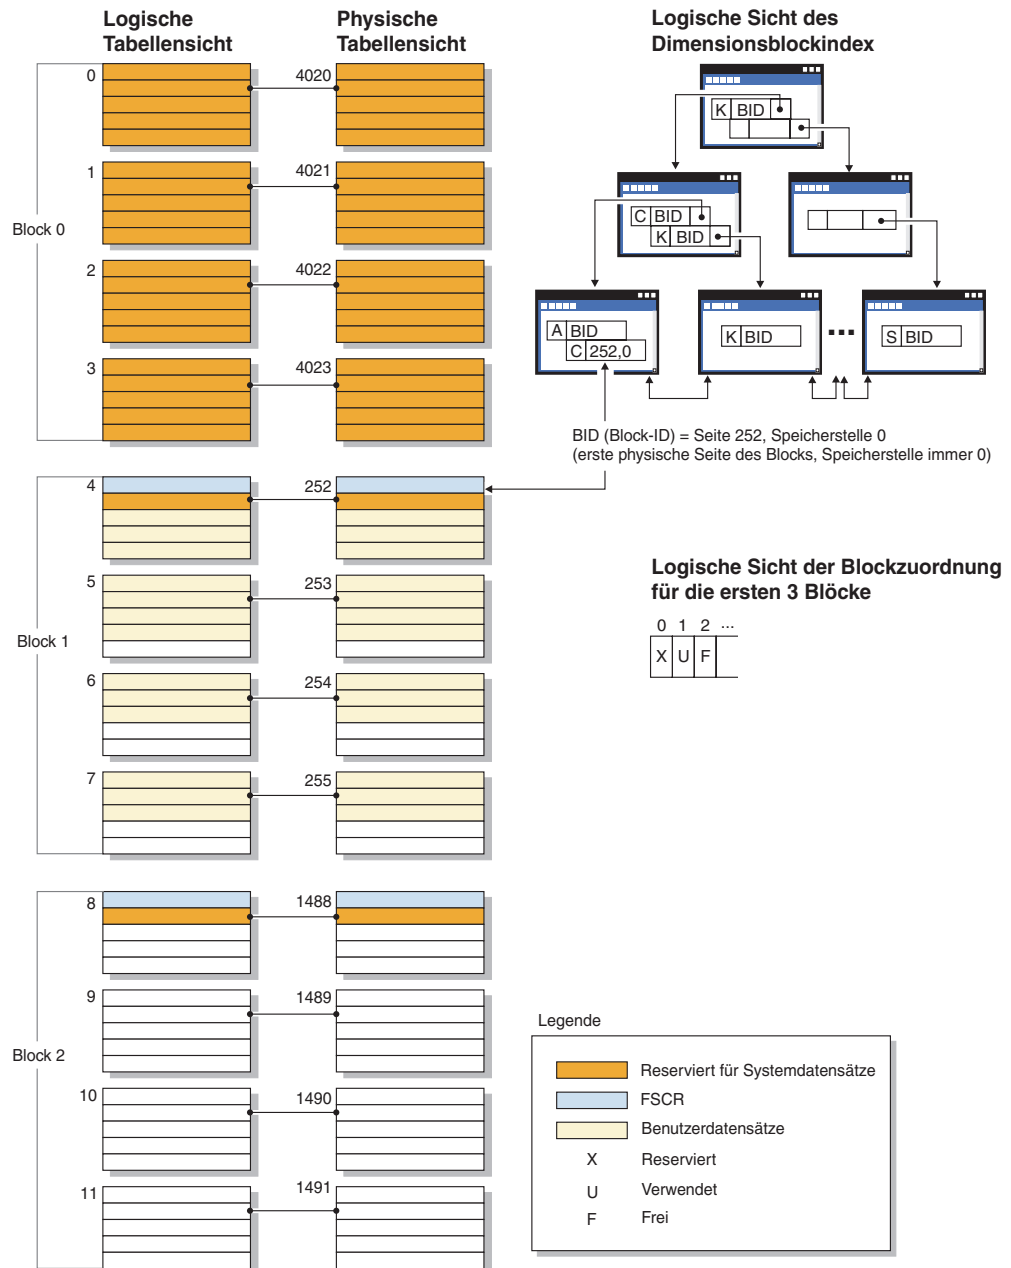 Logische
Tabellensicht
Physische
Tabellensicht
Logische Sicht des
Dimensionsblockindex
Block 0
0
4020
1
4021
2
4022
3
4023
K BID
C BID
K BID
A BID
C 252,0
K BID
S BID
BID (Block-ID) = Seite 252, Speicherstelle 0
(erste physische Seite des Blocks, Speicherstelle immer 0)
Block 1
4
252
5
253
6
254
7
255
Logische Sicht der Blockzuordnung
für die ersten 3 Blöcke
0 1 2 ...
X U F
Block 2
8
1488
9
1489
10
1490
11
1491
Legende
Reserviert für Systemdatensätze
FSCR
Benutzerdatensätze
X Reserviert
U Verwendet
F Frei